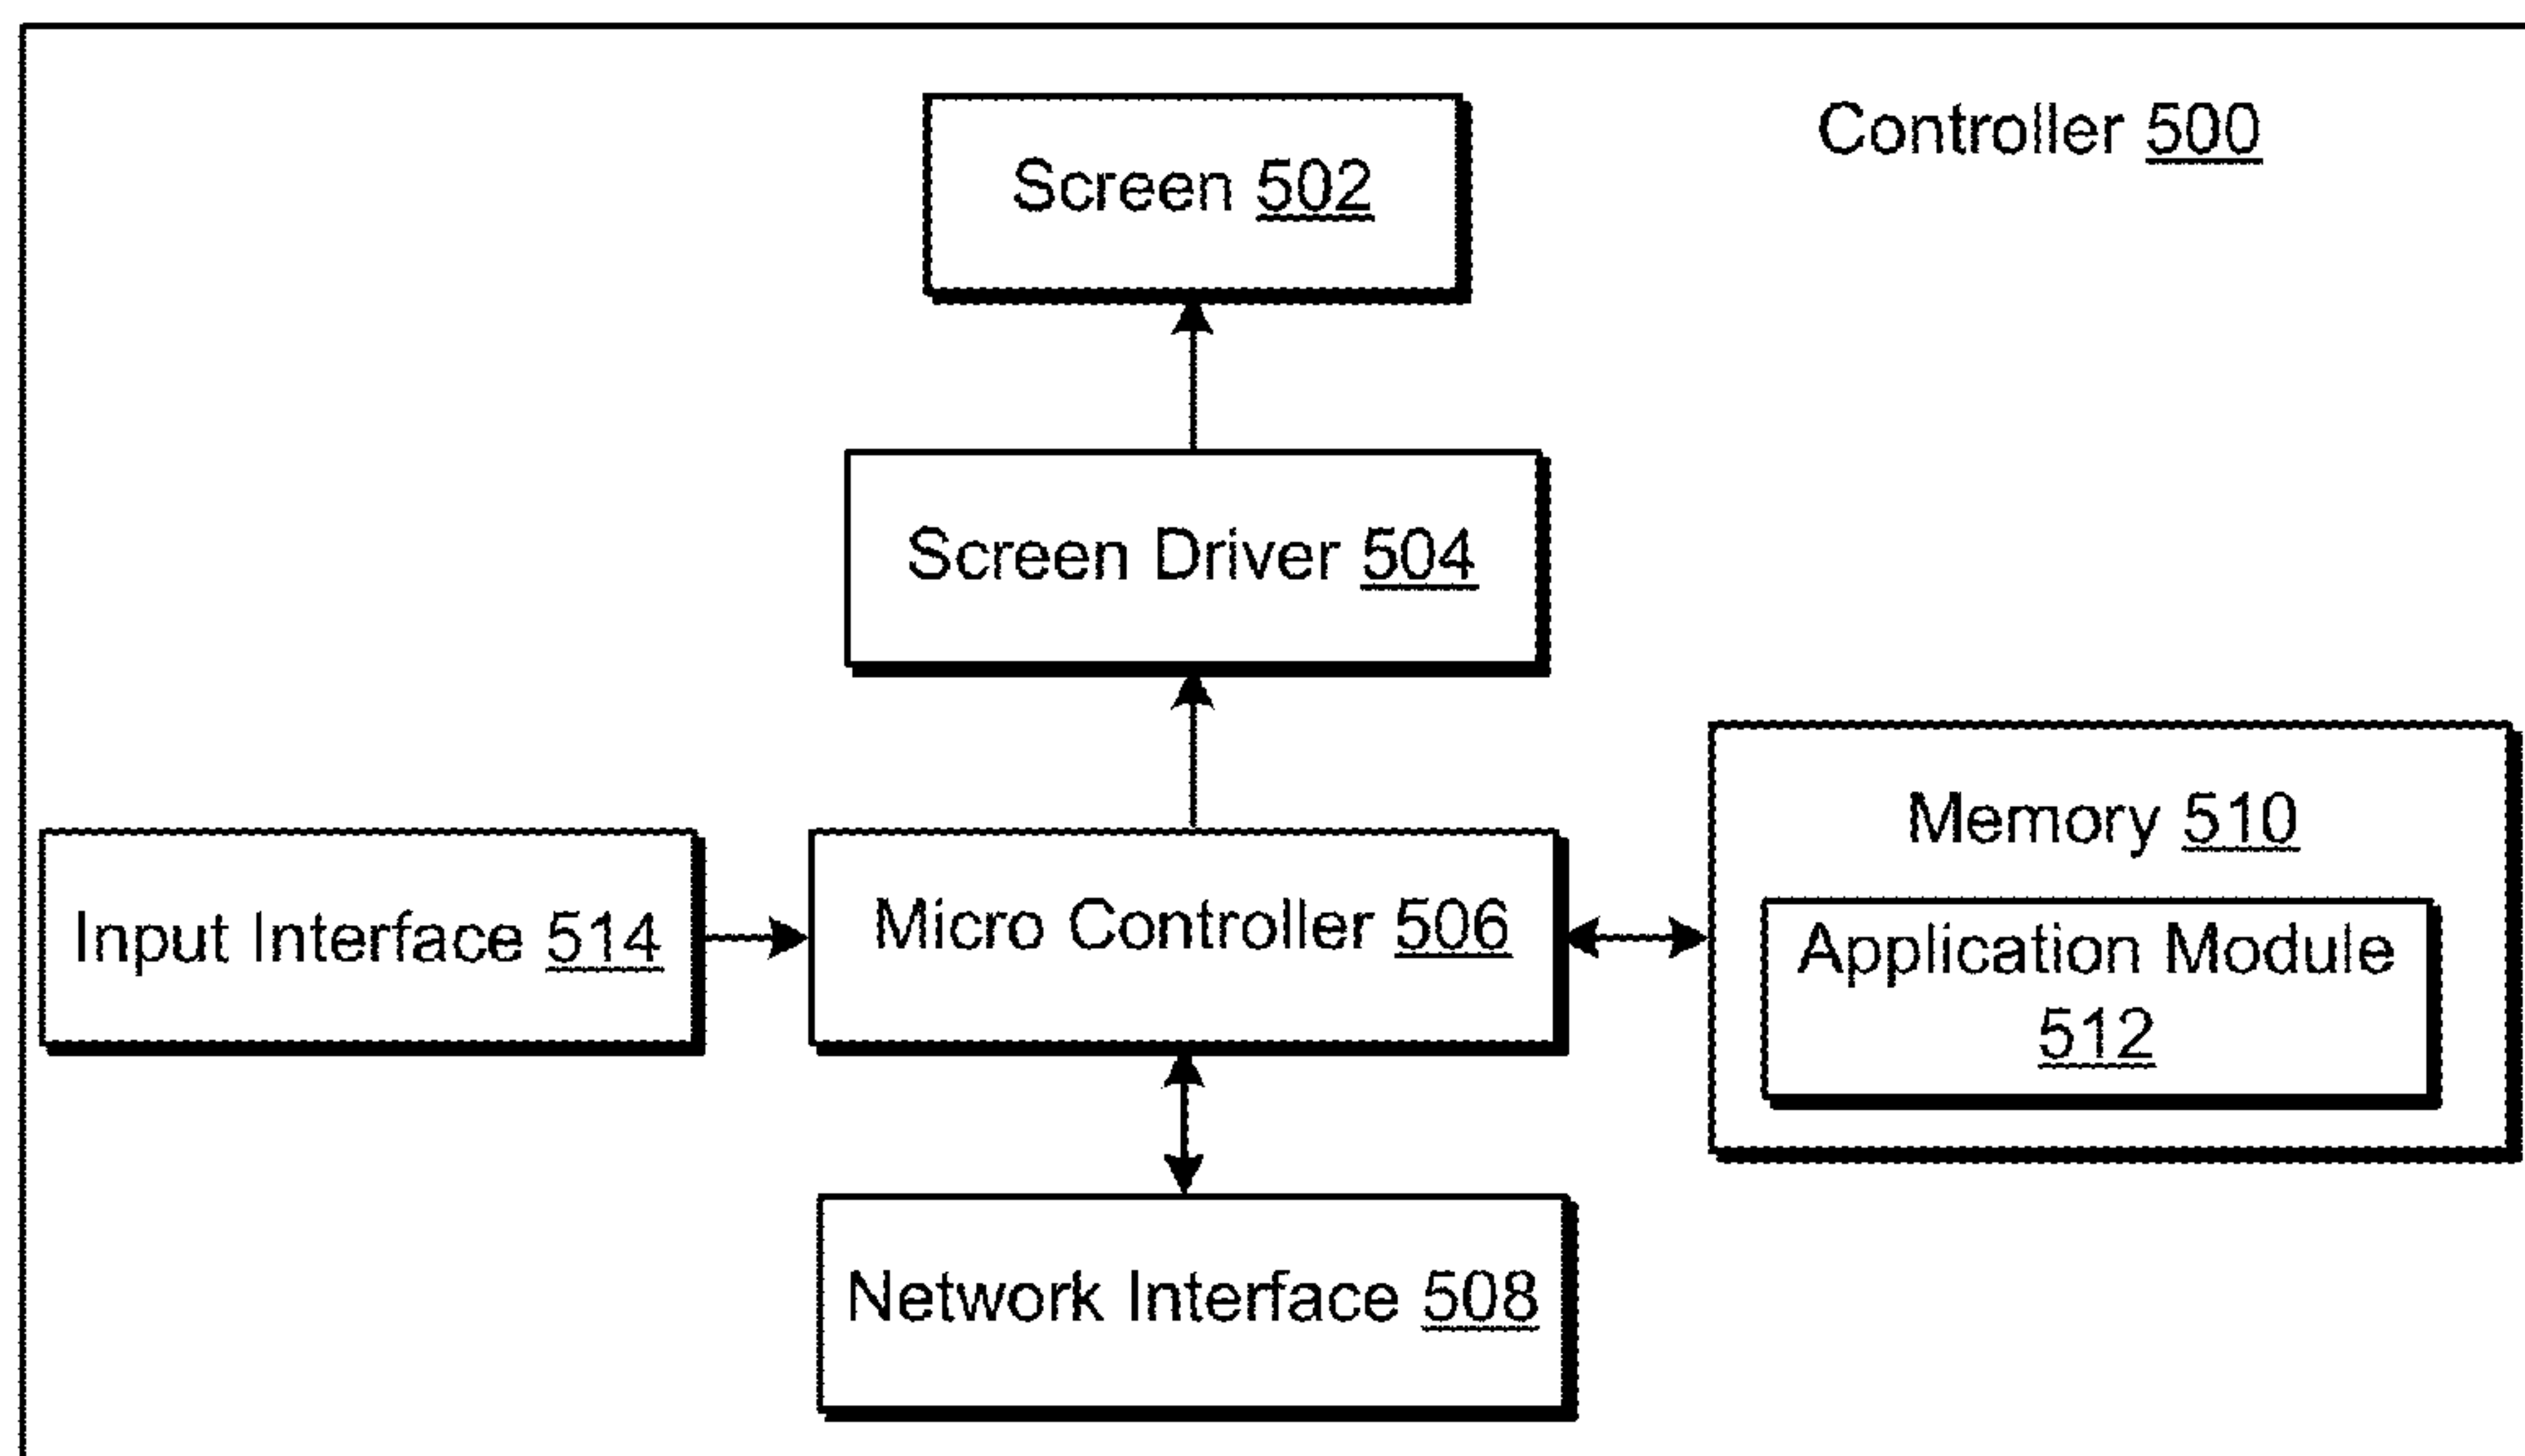 Controller 500
Screen 502
Screen Driver 504
Memory 510
Input Interface 514
Micro Controller 506
Application Module
512
Network Interface 508